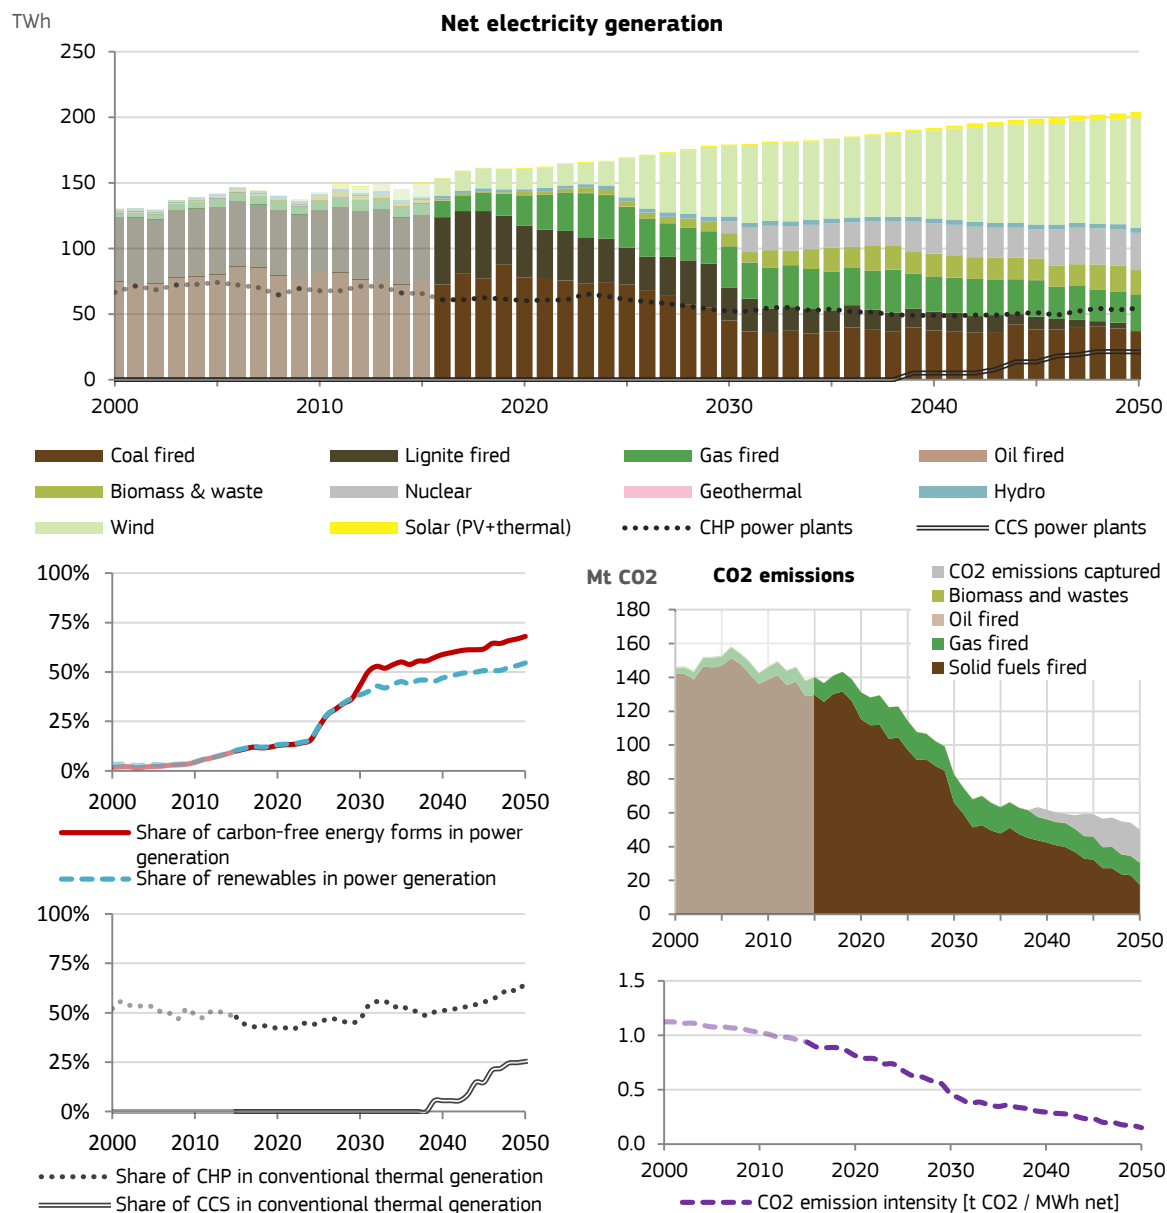 TWh
Net electricity generation
250
200
150
100
50
0
2000 2010 2020 2030 2040 2050
Coal fired Lignite fired Gas fired Oil fired
Biomass & waste Nuclear Geothermal Hydro
Wind Solar (PV+thermal) CHP power plants CCS power plants
100%
75%
50%
25%
0%
2000 2010 2020 2030 2040 2050
Share of carbon-free energy forms in power
generation
Share of renewables in power generation
Mt CO2 CO2 emissions
CO2 emissions captured
Biomass and wastes
Oil fired
Gas fired
Solid fuels fired
180
160
140
120
100
80
60
40
20
0
2000 2010 2020 2030 2040 2050
100%
75%
50%
25%
0%
2000 2010 2020 2030 2040 2050
Share of CHP in conventional thermal generation
Share of CCS in conventional thermal generation
1.5
1.0
0.5
0.0
2000 2010 2020 2030 2040 2050
CO2 emission intensity [t CO2 / MWh net]